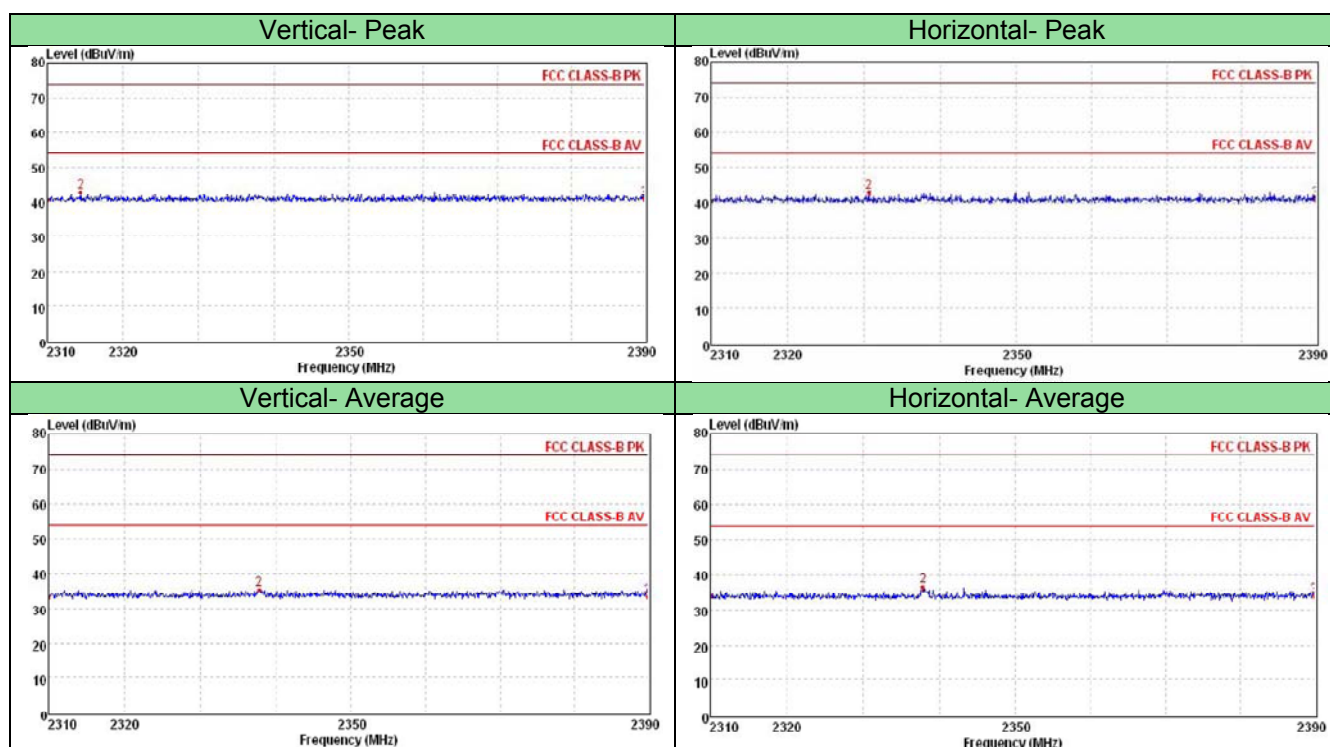 Vertical- Peak
Level (dBuV/m)
80
FCC CLASS-B PK
70
60
FCC CLASS-B AV
50
2
40
30
20
10
0
2310 2320 2350 2390
Frequency (MHz)
Horizontal- Peak
Level (dBuV/m)
80
FCC CLASS-B PK
70
60
FCC CLASS-B AV
50
2
40
30
20
10
0
2310 2320 2350 2390
Frequency (MHz)
Vertical- Average
Level (dBuV/m)
80
FCC CLASS-B PK
70
60
FCC CLASS-B AV
50
40
2
30
20
10
0
2310 2320 2350 2390
Frequency (MHz)
Horizontal- Average
Level (dBuV/m)
80
FCC CLASS-B PK
70
60
FCC CLASS-B AV
50
40
2
30
20
10
0
2310 2320 2350 2390
Frequency (MHz)